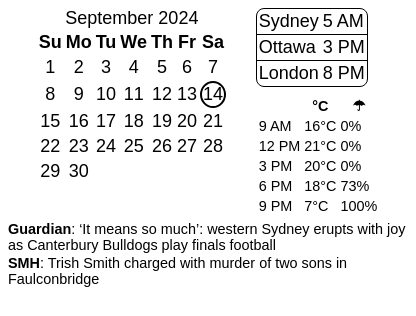 September 2024
Su Mo Tu We Th Fr Sa
1 2 3 4 5 6 7
8 9 10 11 12 13 14
15 16 17 18 19 20 21
22 23 24 25 26 27 28
29 30
Sydney 5 AM
Ottawa 3 PM
London 8 PM
°C ☂
9 AM 16°C 0%
12 PM 21°C 0%
3 PM 20°C 0%
6 PM 18°C 73%
9 PM 7°C 100%
Guardian: ‘It means so much’: western Sydney erupts with joy
as Canterbury Bulldogs play finals football
SMH: Trish Smith charged with murder of two sons in
Faulconbridge